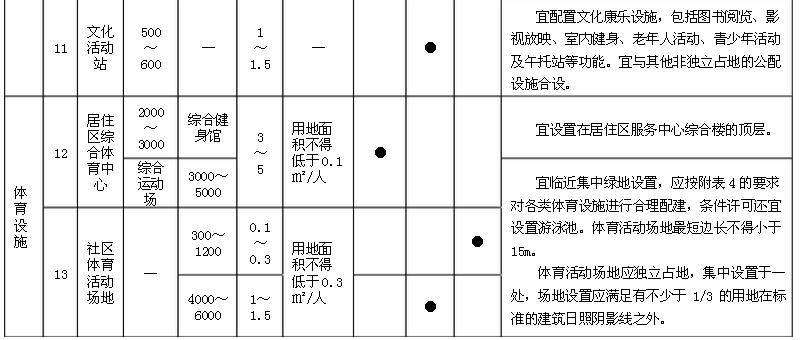 11
文化
活动
站
500
～
600
—
1
～
1.5
—
●
宜配置文化康乐设施，包括图书阅览、影
视放映、室内健身、老年人活动、青少年活动
及午托站等功能。宜与其他非独立占地的公配
设施合设。
体
育
设
施
12
居住
区综
合体
育中
心
2000
～
3000
综合健
身馆
综合
运动
场
3000～
5000
3
～
5
用地面
积不得
低于0.1
㎡/人
●
宜设置在居住区服务中心综合楼的顶层。
13
社区
体育
活动
场地
—
300～
1200
0.1
～
0.3
4000～
6000
1～
1.5
用地面
积不得
低于0.3
㎡/人
●
●
宜临近集中绿地设置，应按附表 4 的要求
对各类体育设施进行合理配建，条件许可还宜
设置游泳池。体育活动场地最短边长不得小于
15m。
体育活动场地应独立占地，集中设置于一
处，场地设置应满足有不少于 1/3 的用地在标
准的建筑日照阴影线之外。